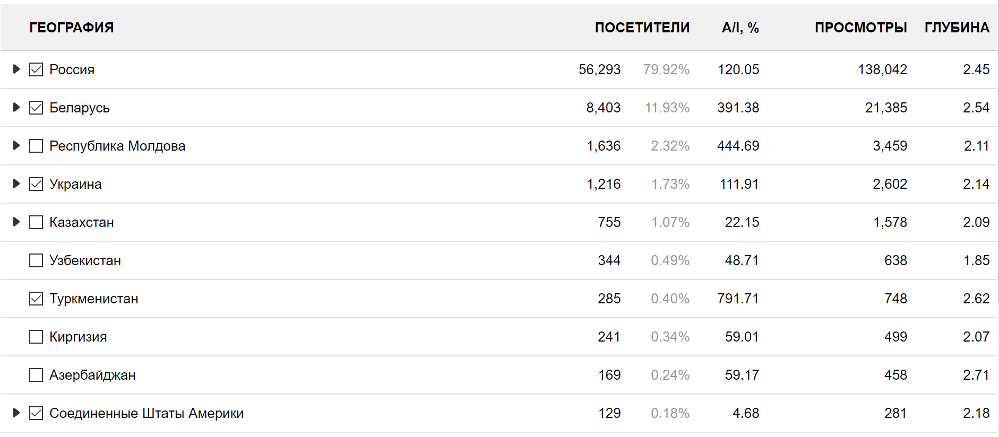 ГЕОГРАФИЯ ПОСЕТИТЕЛИ A/I, % ПРОСМОТРЫ ГЛУБИНА
Россия 56,293 79.92% 120.05 138,042 2.45
Беларусь 8,403 11.93% 391.38 21,385 2.54
Республика Молдова 1,636 2.32% 444.69 3,459 2.11
Украина 1,216 1.73% 111.91 2,602 2.14
Казахстан 755 1.07% 22.15 1,578 2.09
Узбекистан 344 0.49% 48.71 638 1.85
Туркменистан 285 0.40% 791.71 748 2.62
Киргизия 241 0.34% 59.01 499 2.07
Азербайджан 169 0.24% 59.17 458 2.71
Соединенные Штаты Америки 129 0.18% 4.68 281 2.18